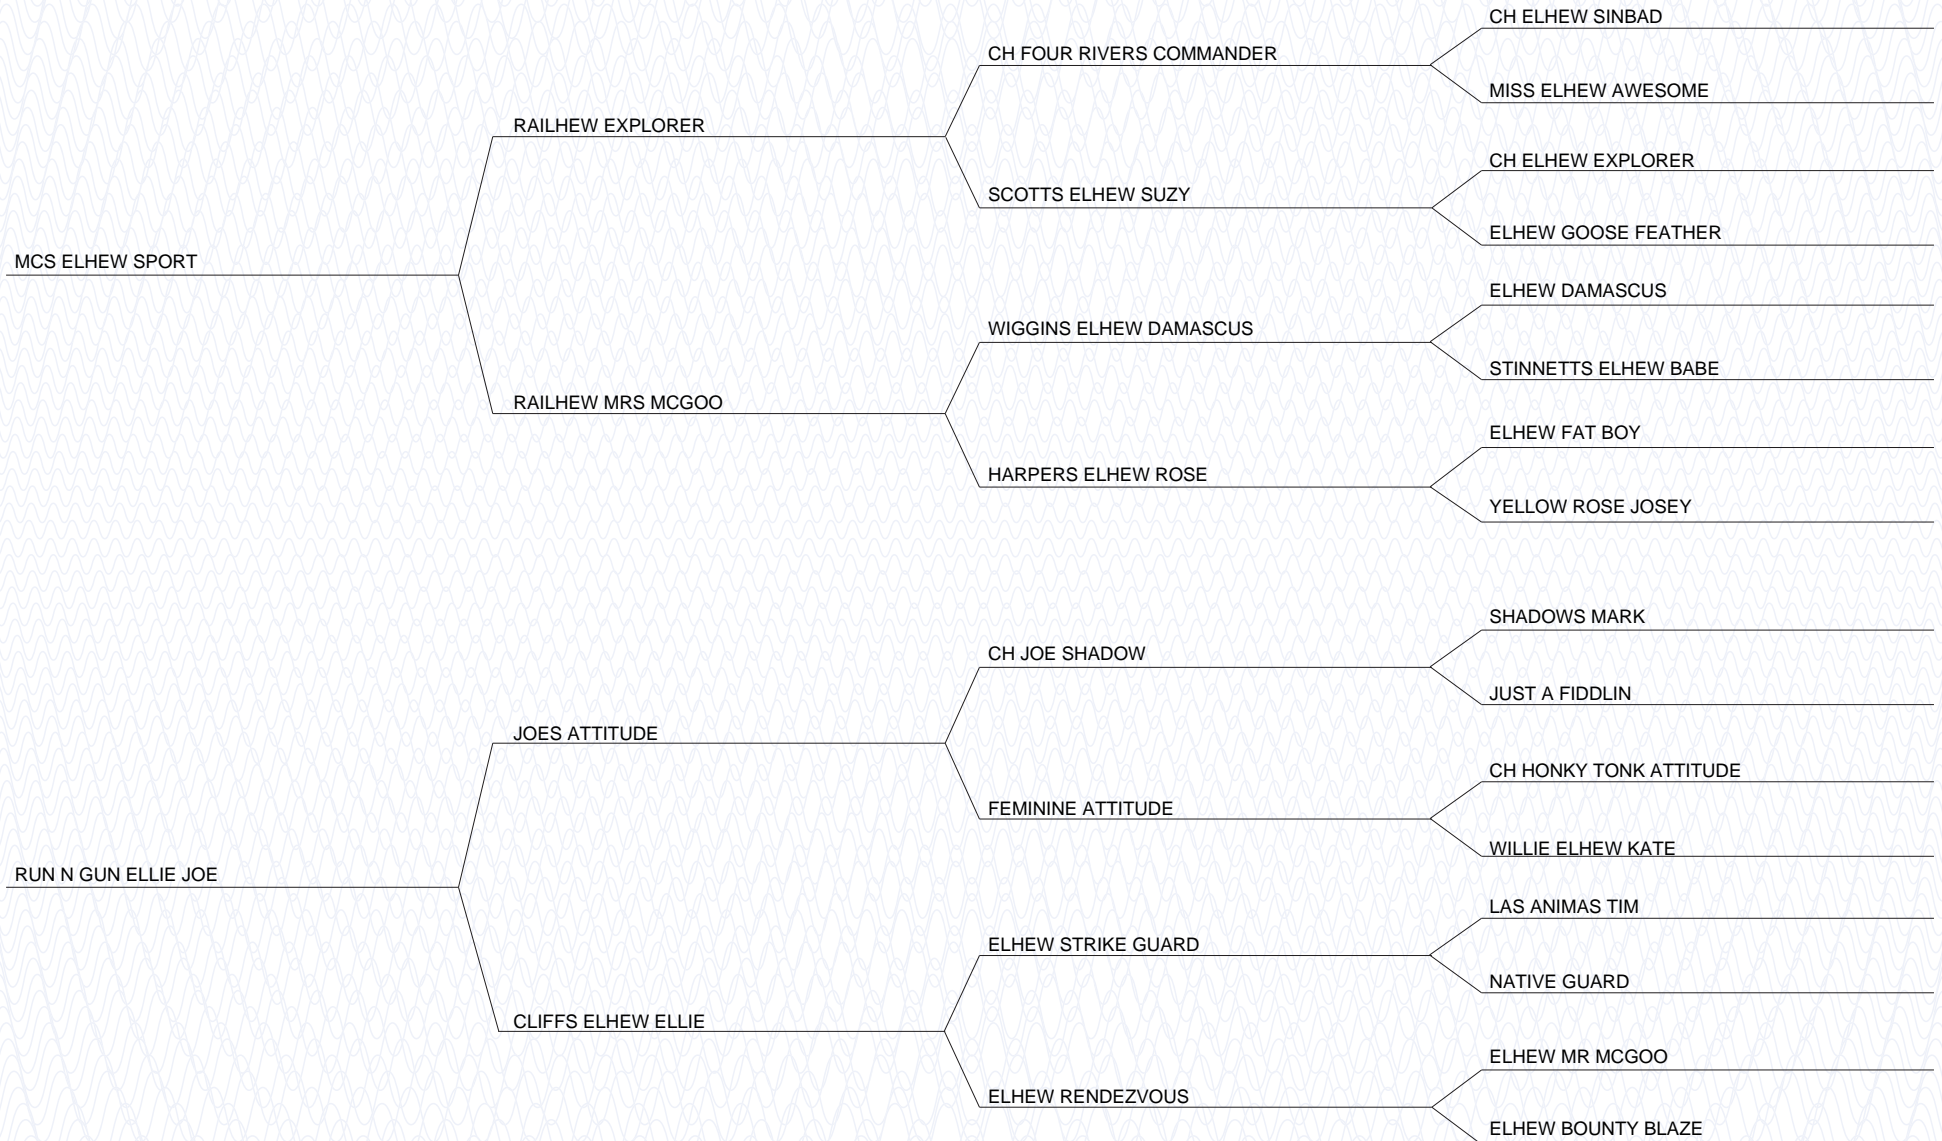 CH ELHEW SINBAD
CH FOUR RIVERS COMMANDER
MISS ELHEW AWESOME
RAILHEW EXPLORER
CH ELHEW EXPLORER
SCOTTS ELHEW SUZY
ELHEW GOOSE FEATHER
MCS ELHEW SPORT
ELHEW DAMASCUS
WIGGINS ELHEW DAMASCUS
STINNETTS ELHEW BABE
RAILHEW MRS MCGOO
ELHEW FAT BOY
HARPERS ELHEW ROSE
YELLOW ROSE JOSEY
SHADOWS MARK
CH JOE SHADOW
JUST A FIDDLIN
JOES ATTITUDE
CH HONKY TONK ATTITUDE
FEMININE ATTITUDE
WILLIE ELHEW KATE
RUN N GUN ELLIE JOE
LAS ANIMAS TIM
ELHEW STRIKE GUARD
NATIVE GUARD
CLIFFS ELHEW ELLIE
ELHEW MR MCGOO
ELHEW RENDEZVOUS
ELHEW BOUNTY BLAZE